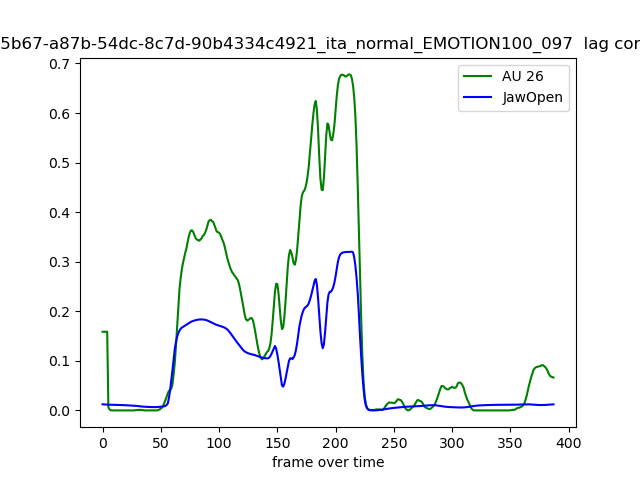 5b67-a87b-54dc-8c7d-90b4334c4921_ita_normal_EMOTION100_097  lag cor
AU 26
JawOpen
0.7
0.6
0.5
0.4
0.3
0.2
0.1
0.0
0 50 100 150 200 250 300 350 400
frame over time